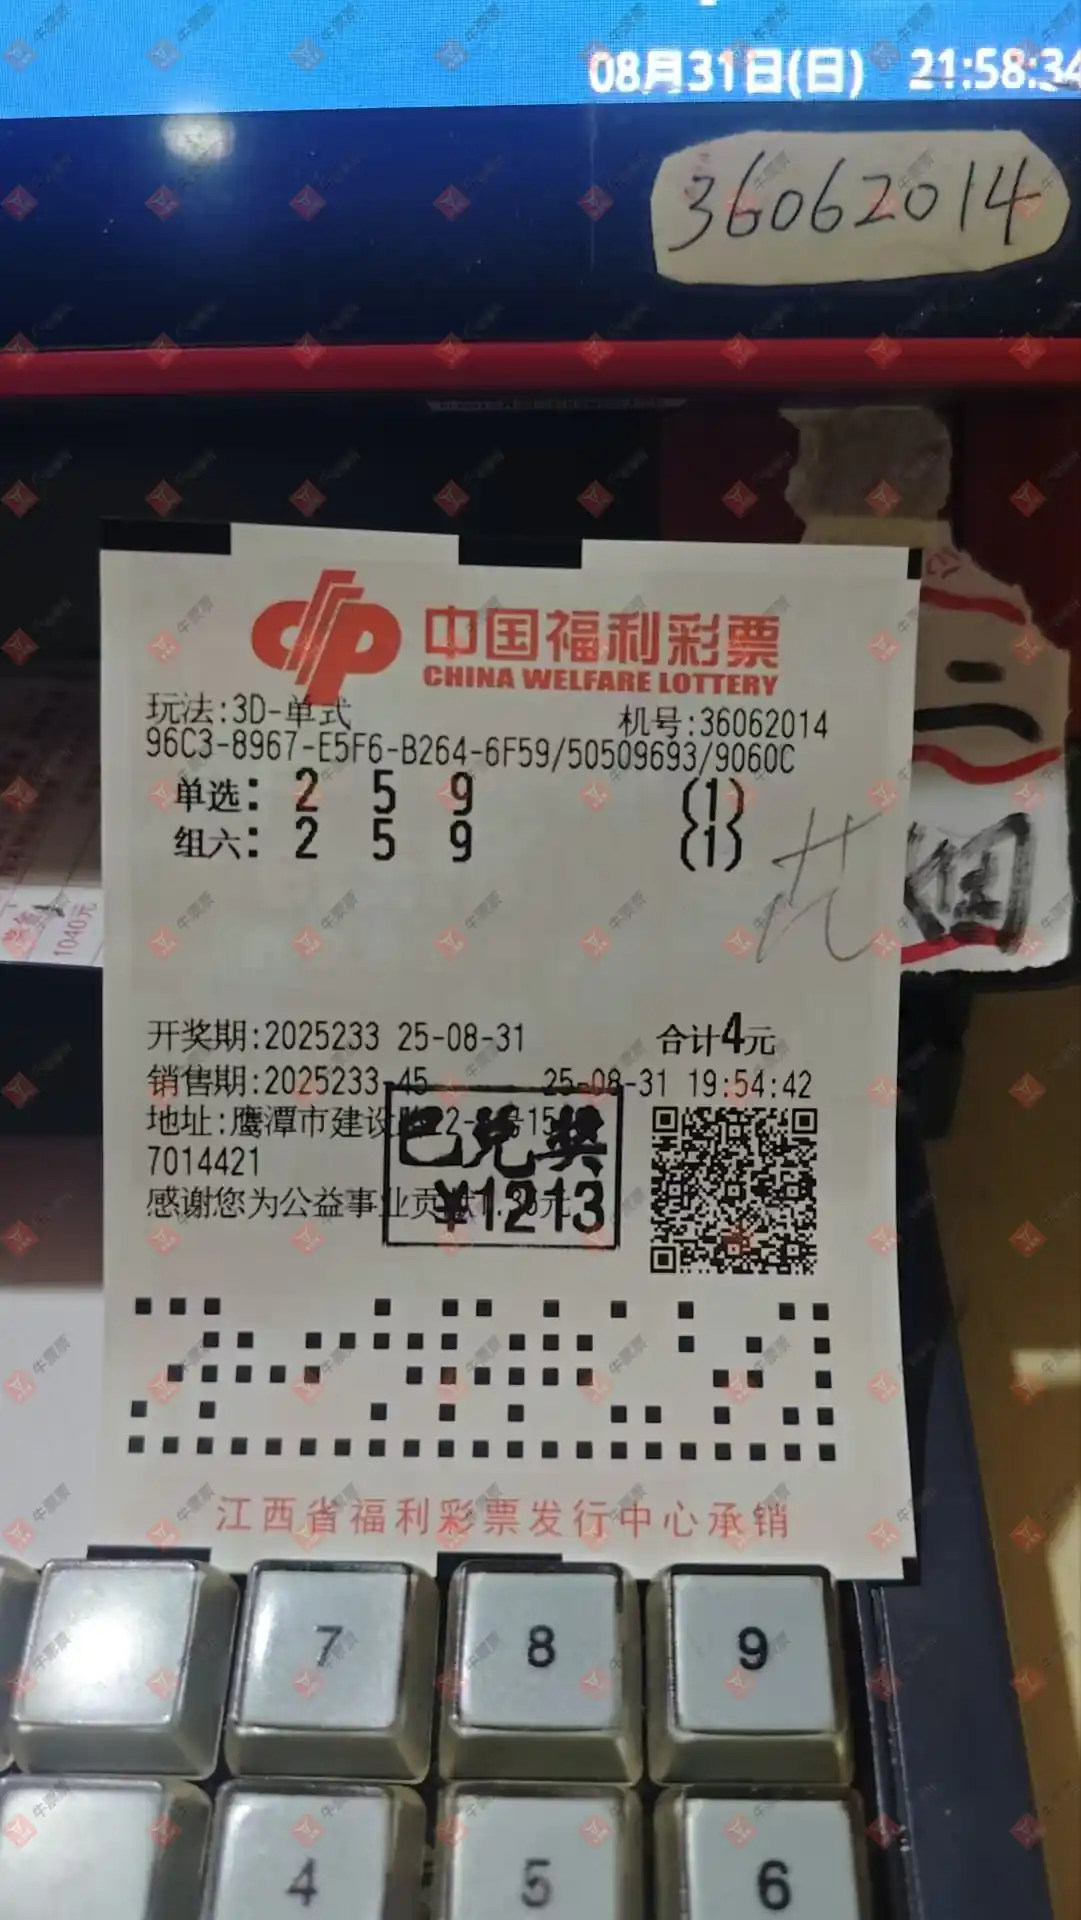 08月31日(日) 21:58:34
36062014
中国福利彩票
CHINA WELFARE LOTTERY
玩法:3D-单式 机号:36062014
96C3-8967-E5F6-B264-6F59/50509693/9060C
单选: 2 5 9 (1)
组六: 2 5 9 (1)
1040元
开奖期:2025233 25-08-31 合计4元
销售期:2025233-45 25-08-31 19:54:42
地址:鹰潭市建设
已兑奖
7014421
¥1213
感谢您为公益事业贡献
江西省福利彩票发行中心承销
7
8
9
4
5
6